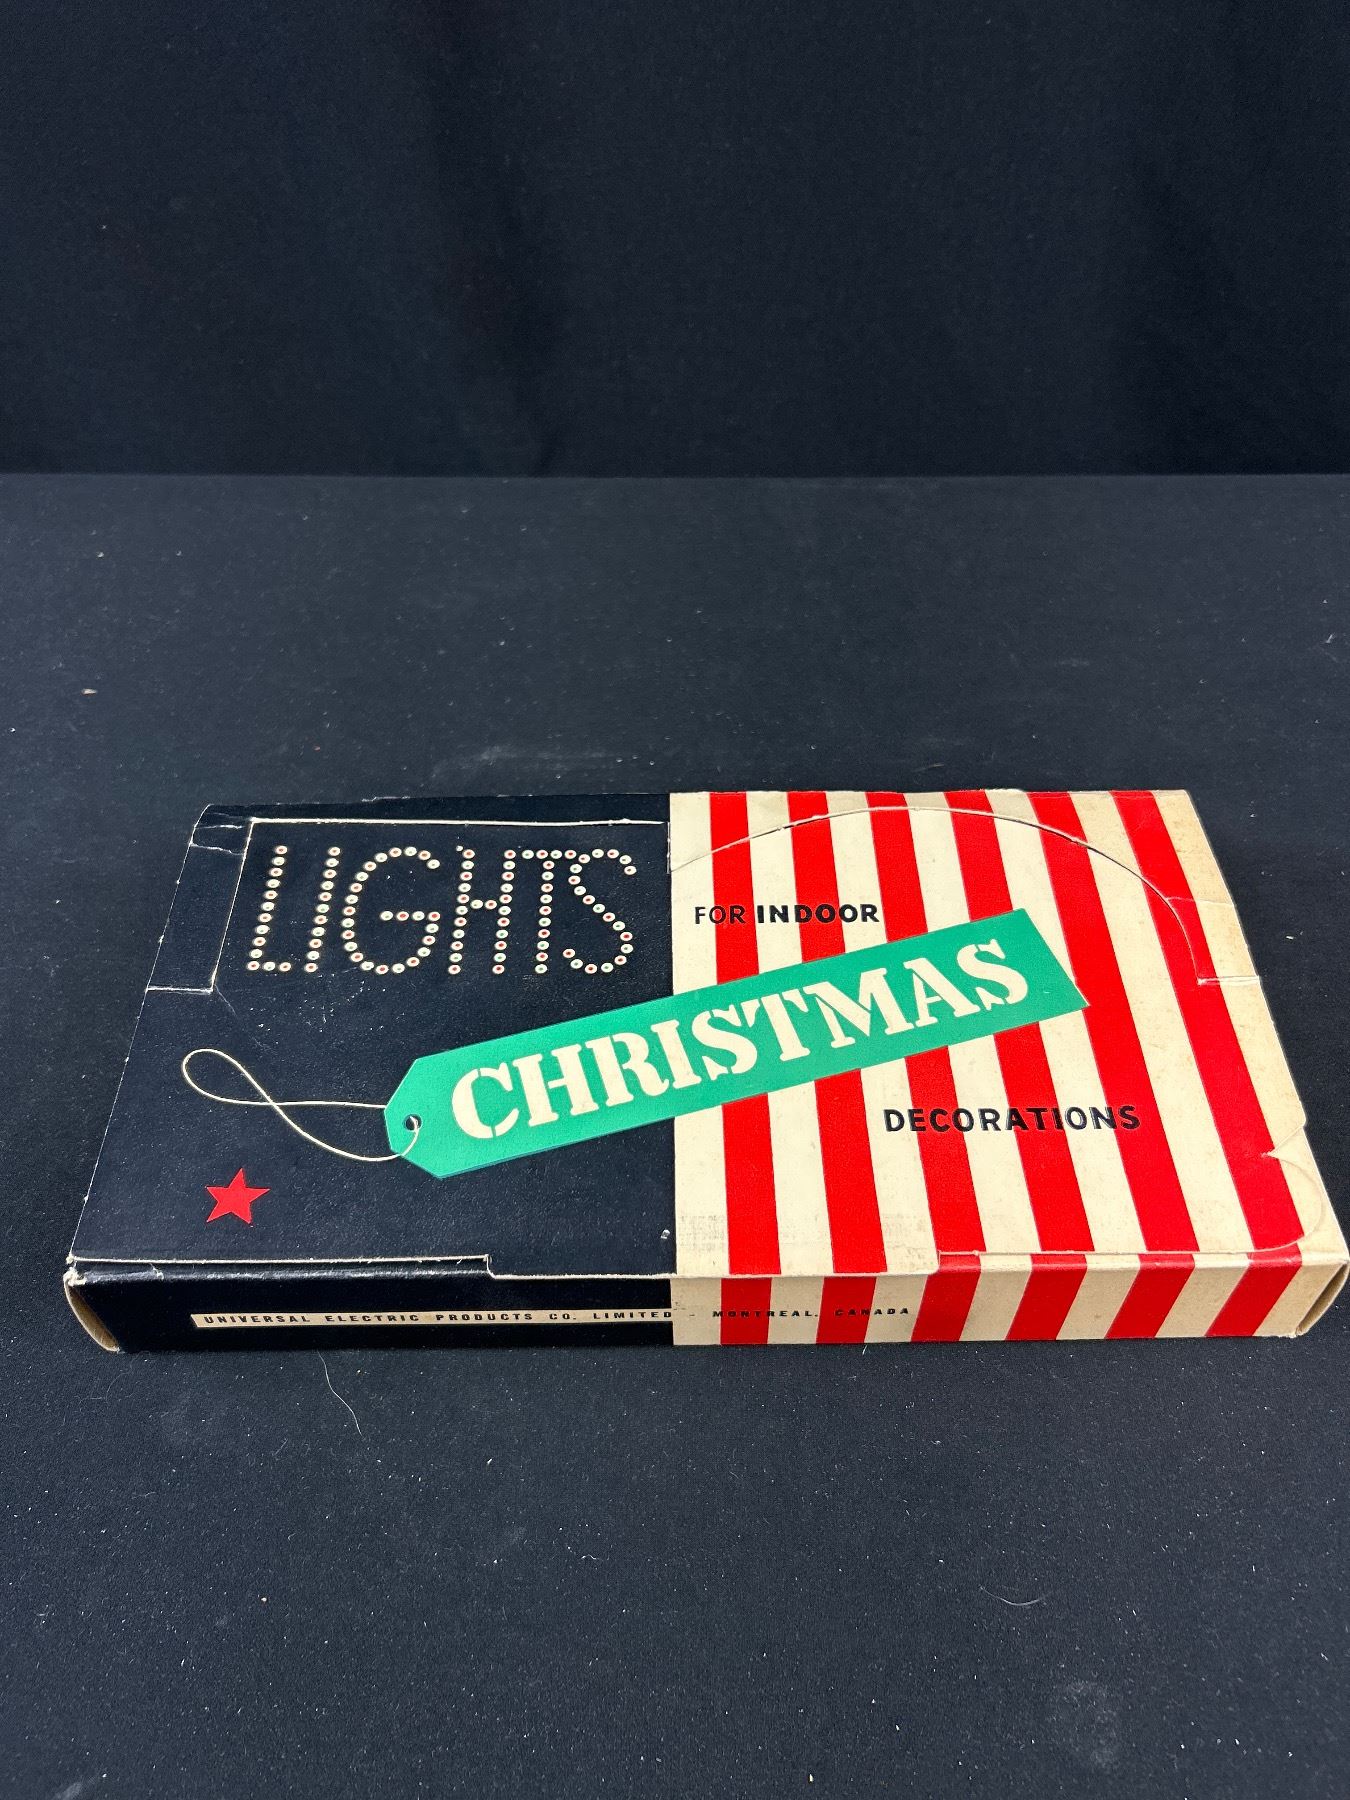 LIGHTS
FOR INDOOR
CHRISTMAS
DECORATIONS
UNIVERSAL ELECTRIC PRODUCTS CO. LIMITED - MONTREAL, CANADA